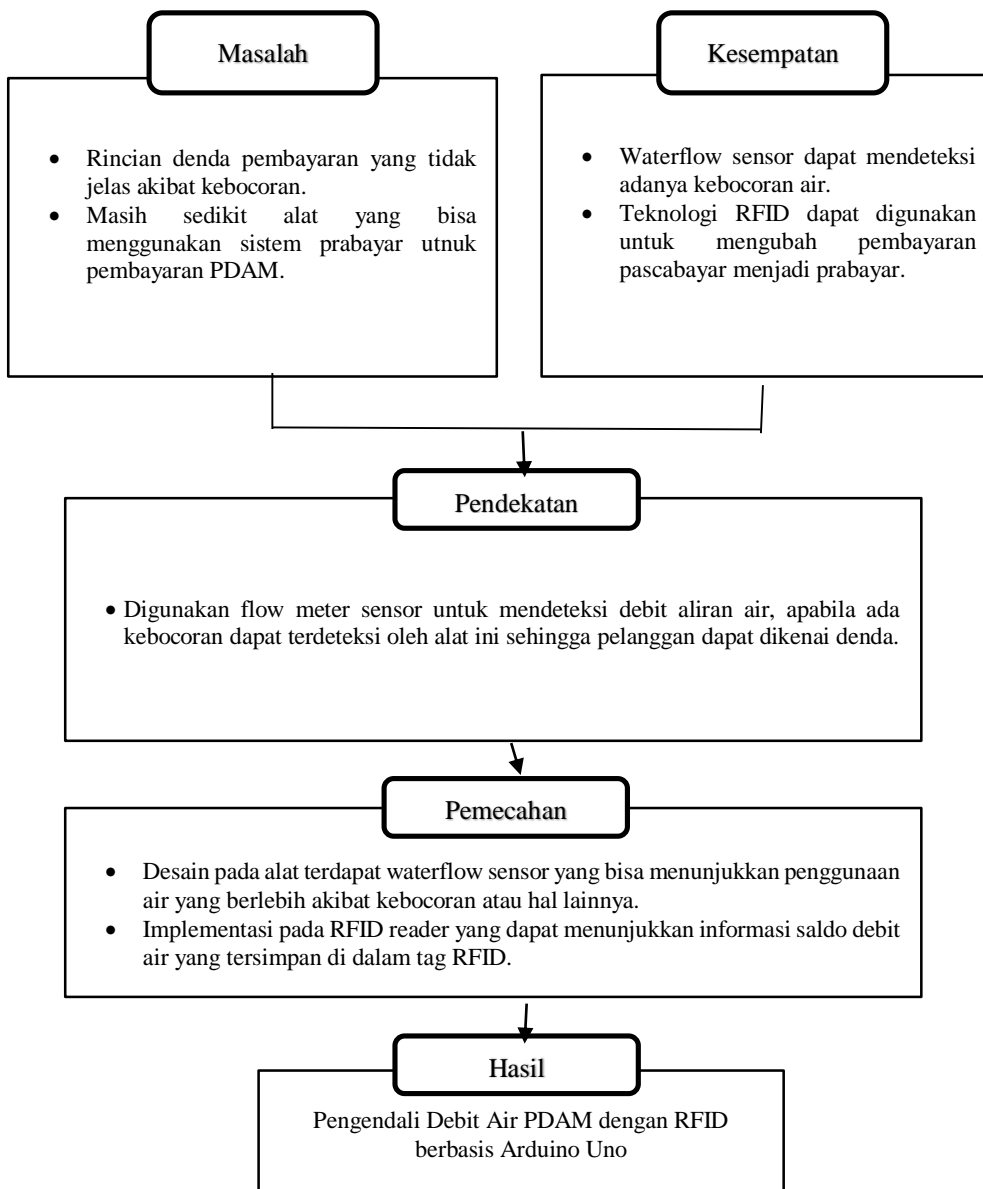 Masalah
• Rincian denda pembayaran yang tidak
jelas akibat kebocoran.
• Masih sedikit alat yang bisa
menggunakan sistem prabayar utnuk
pembayaran PDAM.
Kesempatan
• Waterflow sensor dapat mendeteksi
adanya kebocoran air.
• Teknologi RFID dapat digunakan
untuk mengubah pembayaran
pascabayar menjadi prabayar.
Pendekatan
• Digunakan flow meter sensor untuk mendeteksi debit aliran air, apabila ada
kebocoran dapat terdeteksi oleh alat ini sehingga pelanggan dapat dikenai denda.
Pemecahan
• Desain pada alat terdapat waterflow sensor yang bisa menunjukkan penggunaan
air yang berlebih akibat kebocoran atau hal lainnya.
• Implementasi pada RFID reader yang dapat menunjukkan informasi saldo debit
air yang tersimpan di dalam tag RFID.
Hasil
Pengendali Debit Air PDAM dengan RFID
berbasis Arduino Uno